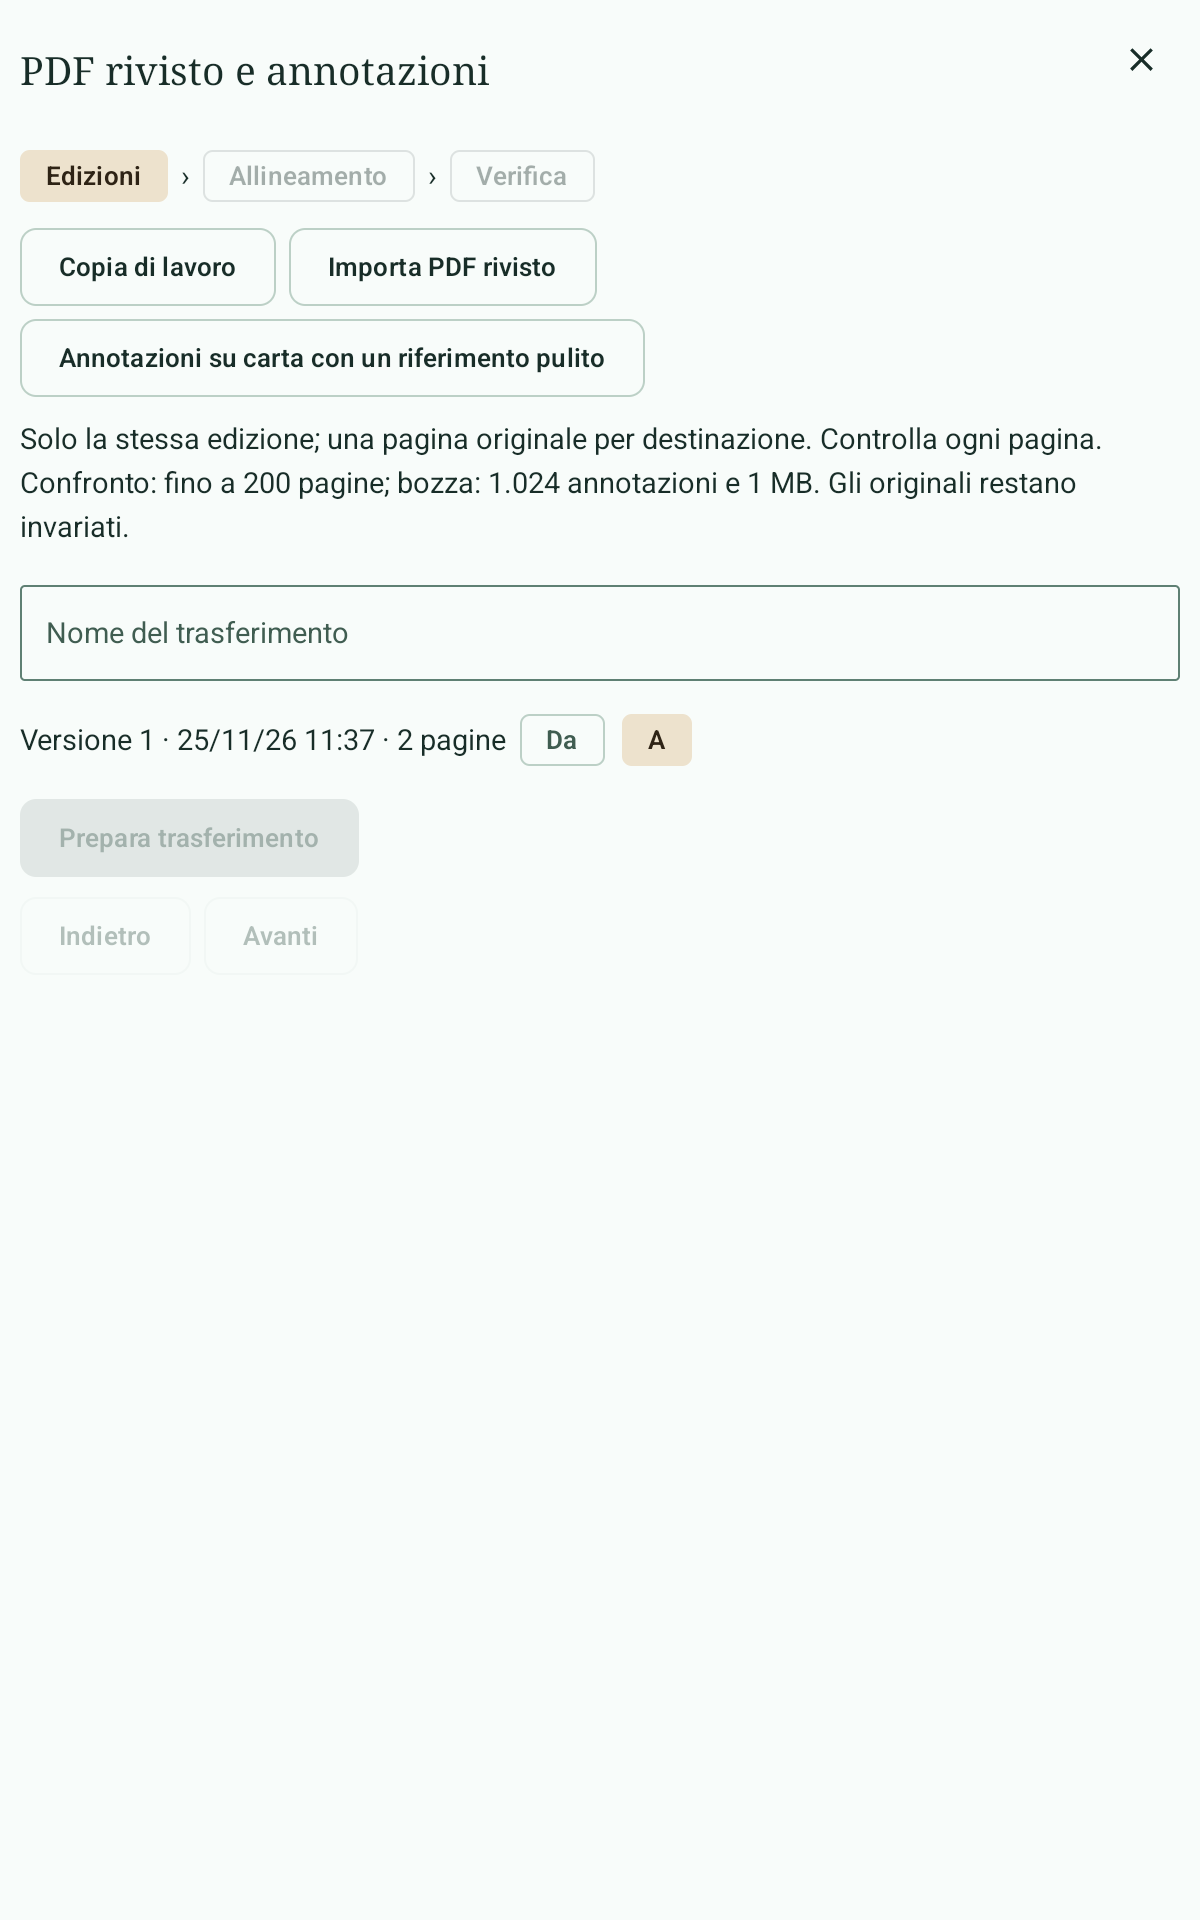 PDF rivisto e annotazioni
Edizioni › Allineamento › Verifica
Copia di lavoro Importa PDF rivisto
Annotazioni su carta con un riferimento pulito
Solo la stessa edizione; una pagina originale per destinazione. Controlla ogni pagina.
Confronto: fino a 200 pagine; bozza: 1.024 annotazioni e 1 MB. Gli originali restano
invariati.
Nome del trasferimento
Versione 1 · 25/11/26 11:37 · 2 pagine Da A
Prepara trasferimento
Indietro Avanti